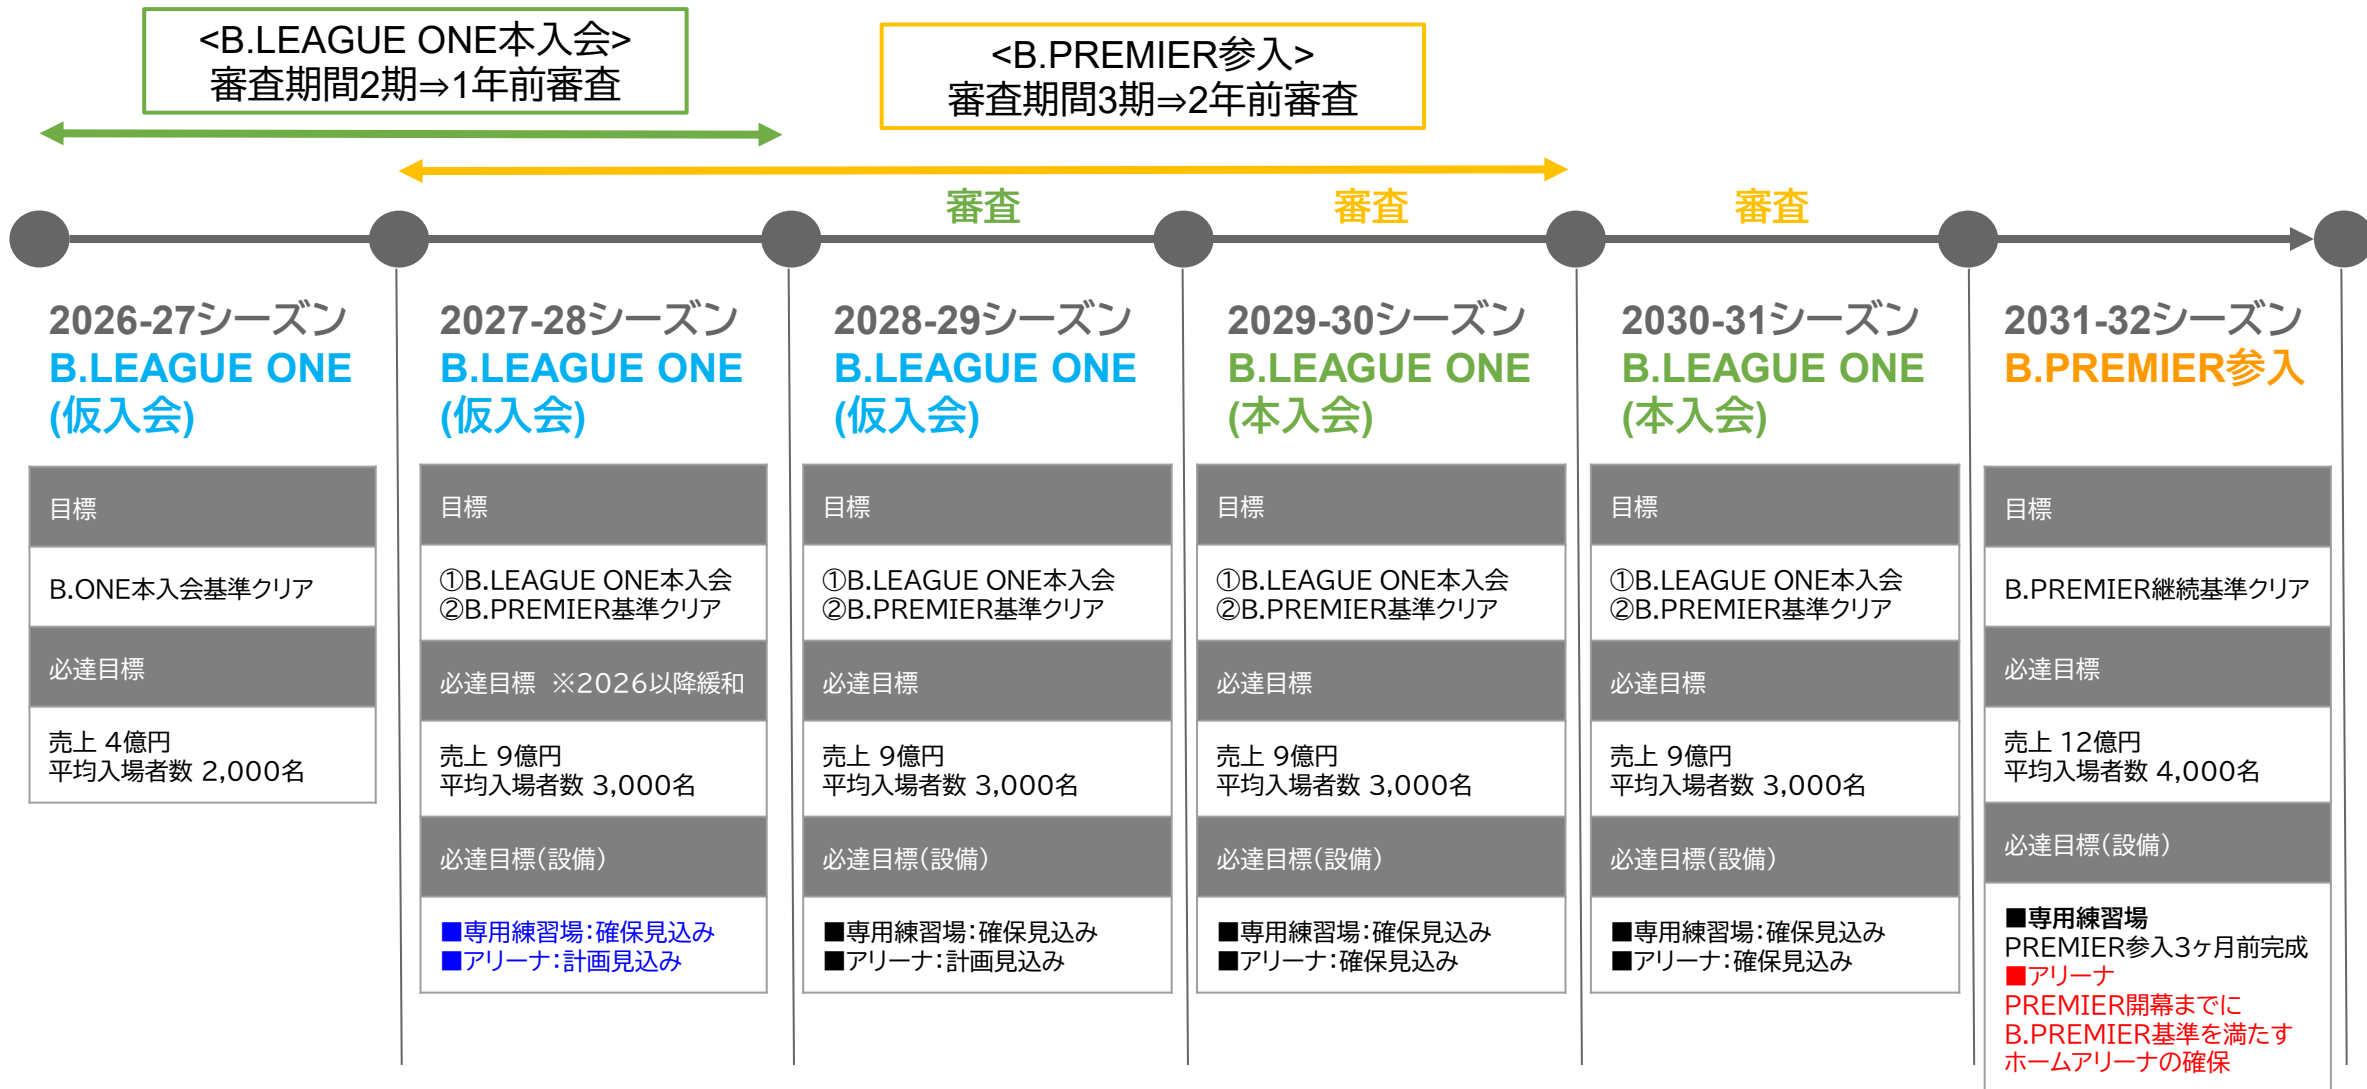 <B.LEAGUE ONE本入会>
審査期間2期⇒1年前審査
<B.PREMIER参入>
審査期間3期⇒2年前審査
審査
審査
審査
2026-27シーズン
B.LEAGUE ONE
(仮入会)
目標
B.ONE本入会基準クリア
必達目標
売上 4億円
平均入場者数 2,000名
2027-28シーズン
B.LEAGUE ONE
(仮入会)
目標
①B.LEAGUE ONE本入会
②B.PREMIER基準クリア
必達目標 ※2026以降緩和
売上 9億円
平均入場者数 3,000名
必達目標(設備)
■専用練習場:確保見込み
■アリーナ:計画見込み
2028-29シーズン
B.LEAGUE ONE
(仮入会)
目標
①B.LEAGUE ONE本入会
②B.PREMIER基準クリア
必達目標
売上 9億円
平均入場者数 3,000名
必達目標(設備)
■専用練習場:確保見込み
■アリーナ:計画見込み
2029-30シーズン
B.LEAGUE ONE
(本入会)
目標
①B.LEAGUE ONE本入会
②B.PREMIER基準クリア
必達目標
売上 9億円
平均入場者数 3,000名
必達目標(設備)
■専用練習場:確保見込み
■アリーナ:確保見込み
2030-31シーズン
B.LEAGUE ONE
(本入会)
目標
①B.LEAGUE ONE本入会
②B.PREMIER基準クリア
必達目標
売上 9億円
平均入場者数 3,000名
必達目標(設備)
■専用練習場:確保見込み
■アリーナ:確保見込み
2031-32シーズン
B.PREMIER参入
目標
B.PREMIER継続基準クリア
必達目標
売上 12億円
平均入場者数 4,000名
必達目標(設備)
■専用練習場
PREMIER参入3ヶ月前完成
■アリーナ
PREMIER開幕までに
B.PREMIER基準を満たす
ホームアリーナの確保